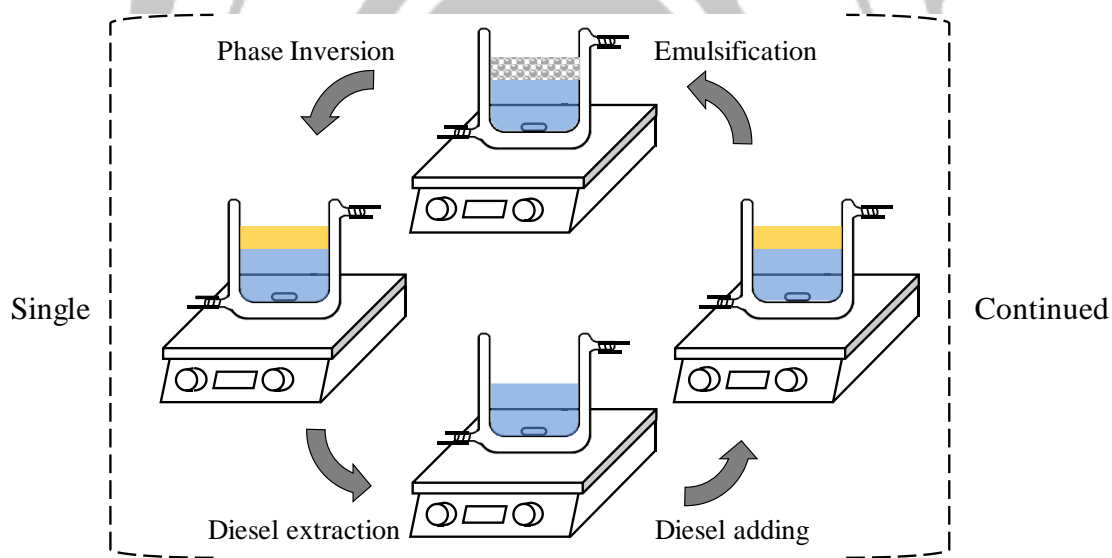 Phase Inversion
Emulsification
Single
Continued
Diesel extraction
Diesel adding